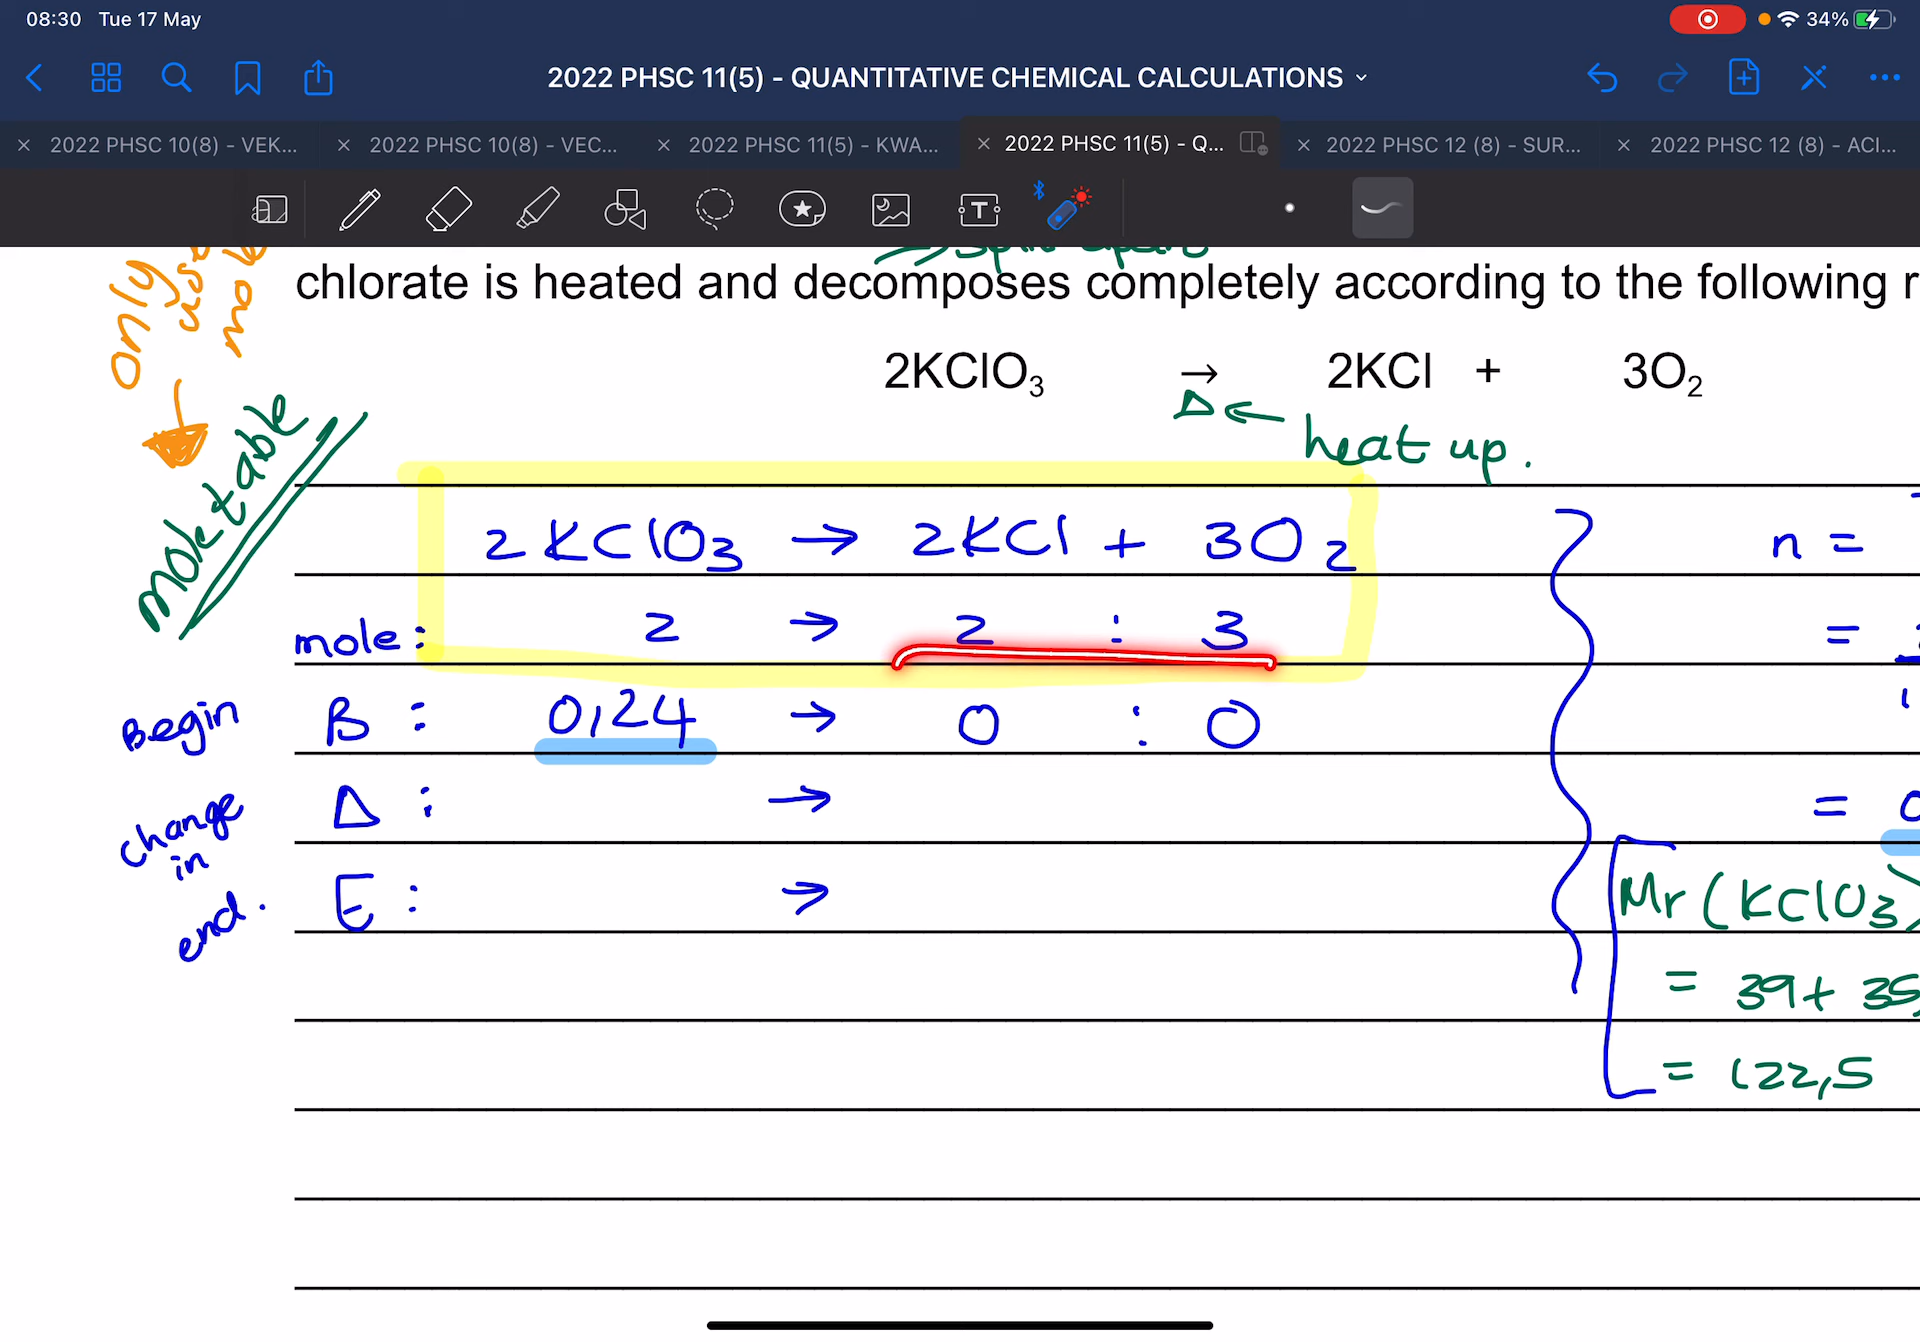 08:30 Tue 17 May
34%
2022 PHSC 11(5) - QUANTITATIVE CHEMICAL CALCULATIONS
2022 PHSC 10(8) - VEK...
2022 PHSC 10(8) - VEC...
2022 PHSC 11(5) - KWA...
2022 PHSC 11(5) - Q...
2022 PHSC 12 (8) - SUR...
2022 PHSC 12 (8) - ACI...
only
use
mole
chlorate is heated and decomposes completely according to the following r
2KClO₃ → 2KCl + 3O₂
Δ ← heat up.
mole table
2KClO₃ → 2KCl + 3O₂
mole: 2 → 2 : 3
Begin B : 0,24 → 0 : 0
change in Δ : →
end. E : →
n =
=
=
Mr (KClO₃)
= 39 + 35,
= 122,5